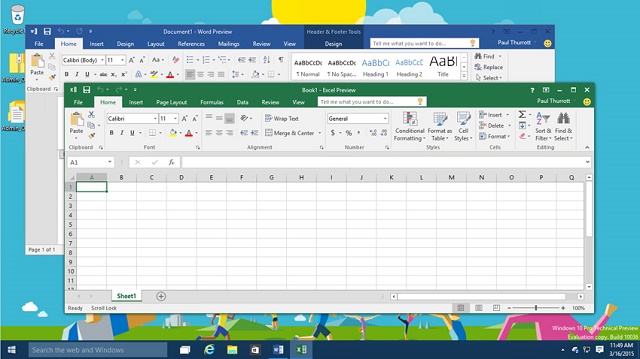 Recycle
Document1 - Word Preview
Header & Footer Tools
File Home Insert Design Layout References Mailings Review View Design
Tell me what you want to do...
Paul Thurrott
Paste
Calibri (Body) 11
AaBbCcDc AaBbCcDc AaBbCc AaBbCcC AaBl
¶ Normal ¶ No Spac... Heading 1 Heading 2 Title
Find
Replace
Select
Clipboard
Admin
Admin
Page 1 of 1
Book1 - Excel Preview
File Home Insert Page Layout Formulas Data Review View
Tell me what you want to do...
Paul Thurrott
Paste
Calibri 11
Wrap Text
Merge & Center
General
Conditional Formatting
Format as Table
Cell Styles
Insert
Delete
Format
Sort & Filter
Find & Select
Clipboard Font Alignment Number Styles Cells Editing
A1 fx
A B C D E F G H I J K L M N O P Q
1
2
3
4
5
6
7
8
9
10
11
Sheet1
Ready Scroll Lock 100%
Windows 10 Pro Technical Preview
Evaluation copy. Build 10036
Search the web and Windows
11:49 AM
3/16/2015